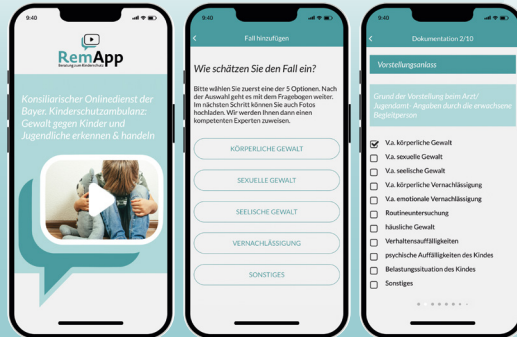 9:40
RemApp
Beratung zum Kinderschutz
Konsiliarischer Onlinedienst der
Bayer. Kinderschutzambulanz:
Gewalt gegen Kinder und
Jugendliche erkennen & handeln
9:40
Fall hinzufügen
Wie schätzen Sie den Fall ein?
Bitte wählen Sie zuerst eine der 5 Optionen. Nach
der Auswahl geht es mit dem Fragebogen weiter.
Im nächsten Schritt können Sie auch Fotos
hochladen. Wir werden Ihnen dann einen
kompetenten Experten zuweisen.
KÖRPERLICHE GEWALT
SEXUELLE GEWALT
SEELISCHE GEWALT
VERNACHLÄSSIGUNG
SONSTIGES
9:40
Dokumentation 2/10
Vorstellungsanlass
Grund der Vorstellung beim Arzt/
Jugendamt- Angaben durch die erwachsene
Begleitperson
V.a. körperliche Gewalt
V.a. sexuelle Gewalt
V.a. seelische Gewalt
V.a. körperliche Vernachlässigung
V.a. emotionale Vernachlässigung
Routineuntersuchung
häusliche Gewalt
Verhaltensauffälligkeiten
psychische Auffälligkeit des Kindes
Belastungssituation des Kindes
Sonstiges